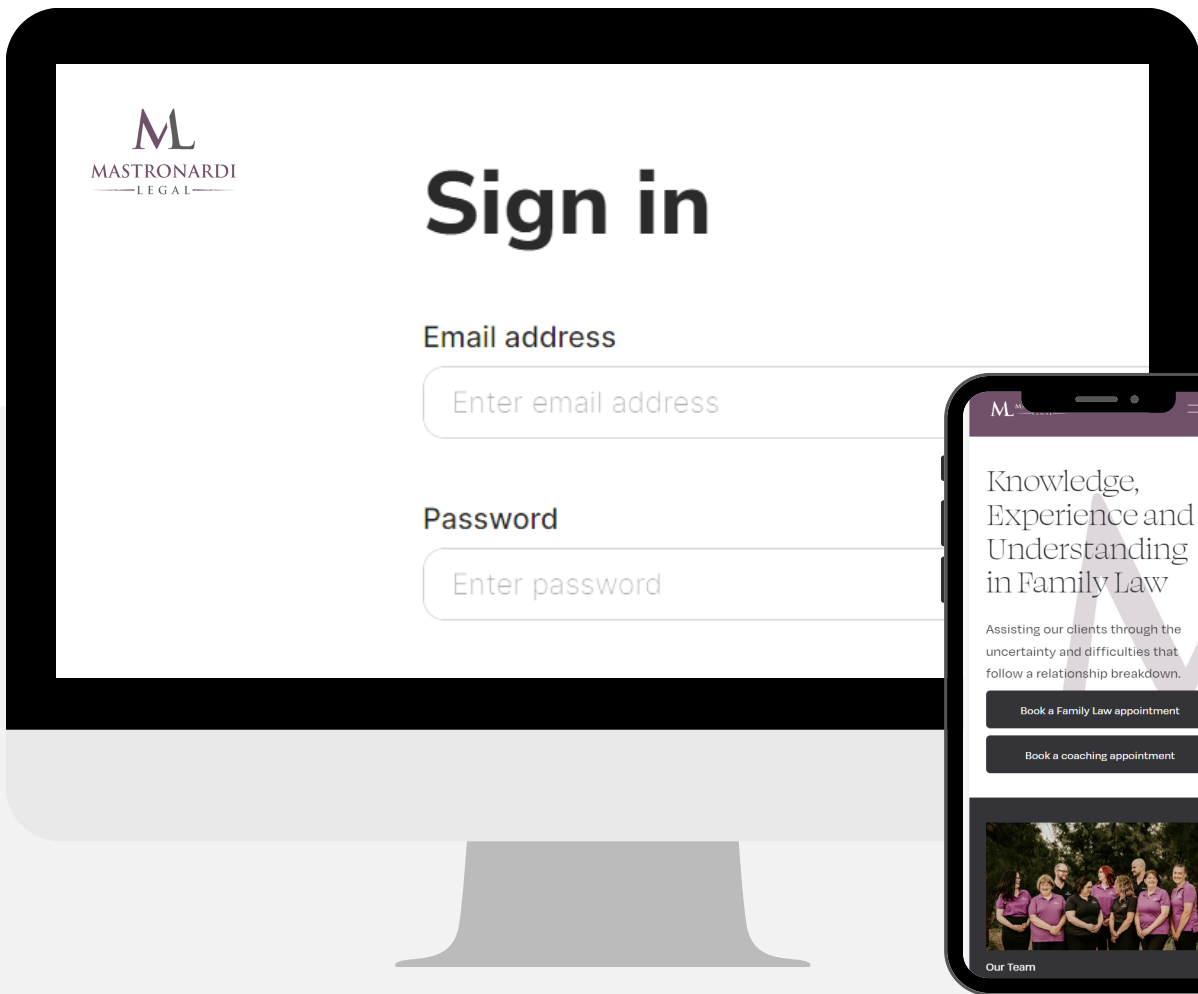 ML
MASTRONARDI
LEGAL
Sign in
Email address
Enter email address
Password
Enter password
ML
Knowledge,
Experience and
Understanding
in Family Law
Assisting our clients through the
uncertainty and difficulties that
follow a relationship breakdown.
Book a Family Law appointment
Book a coaching appointment
Our Team